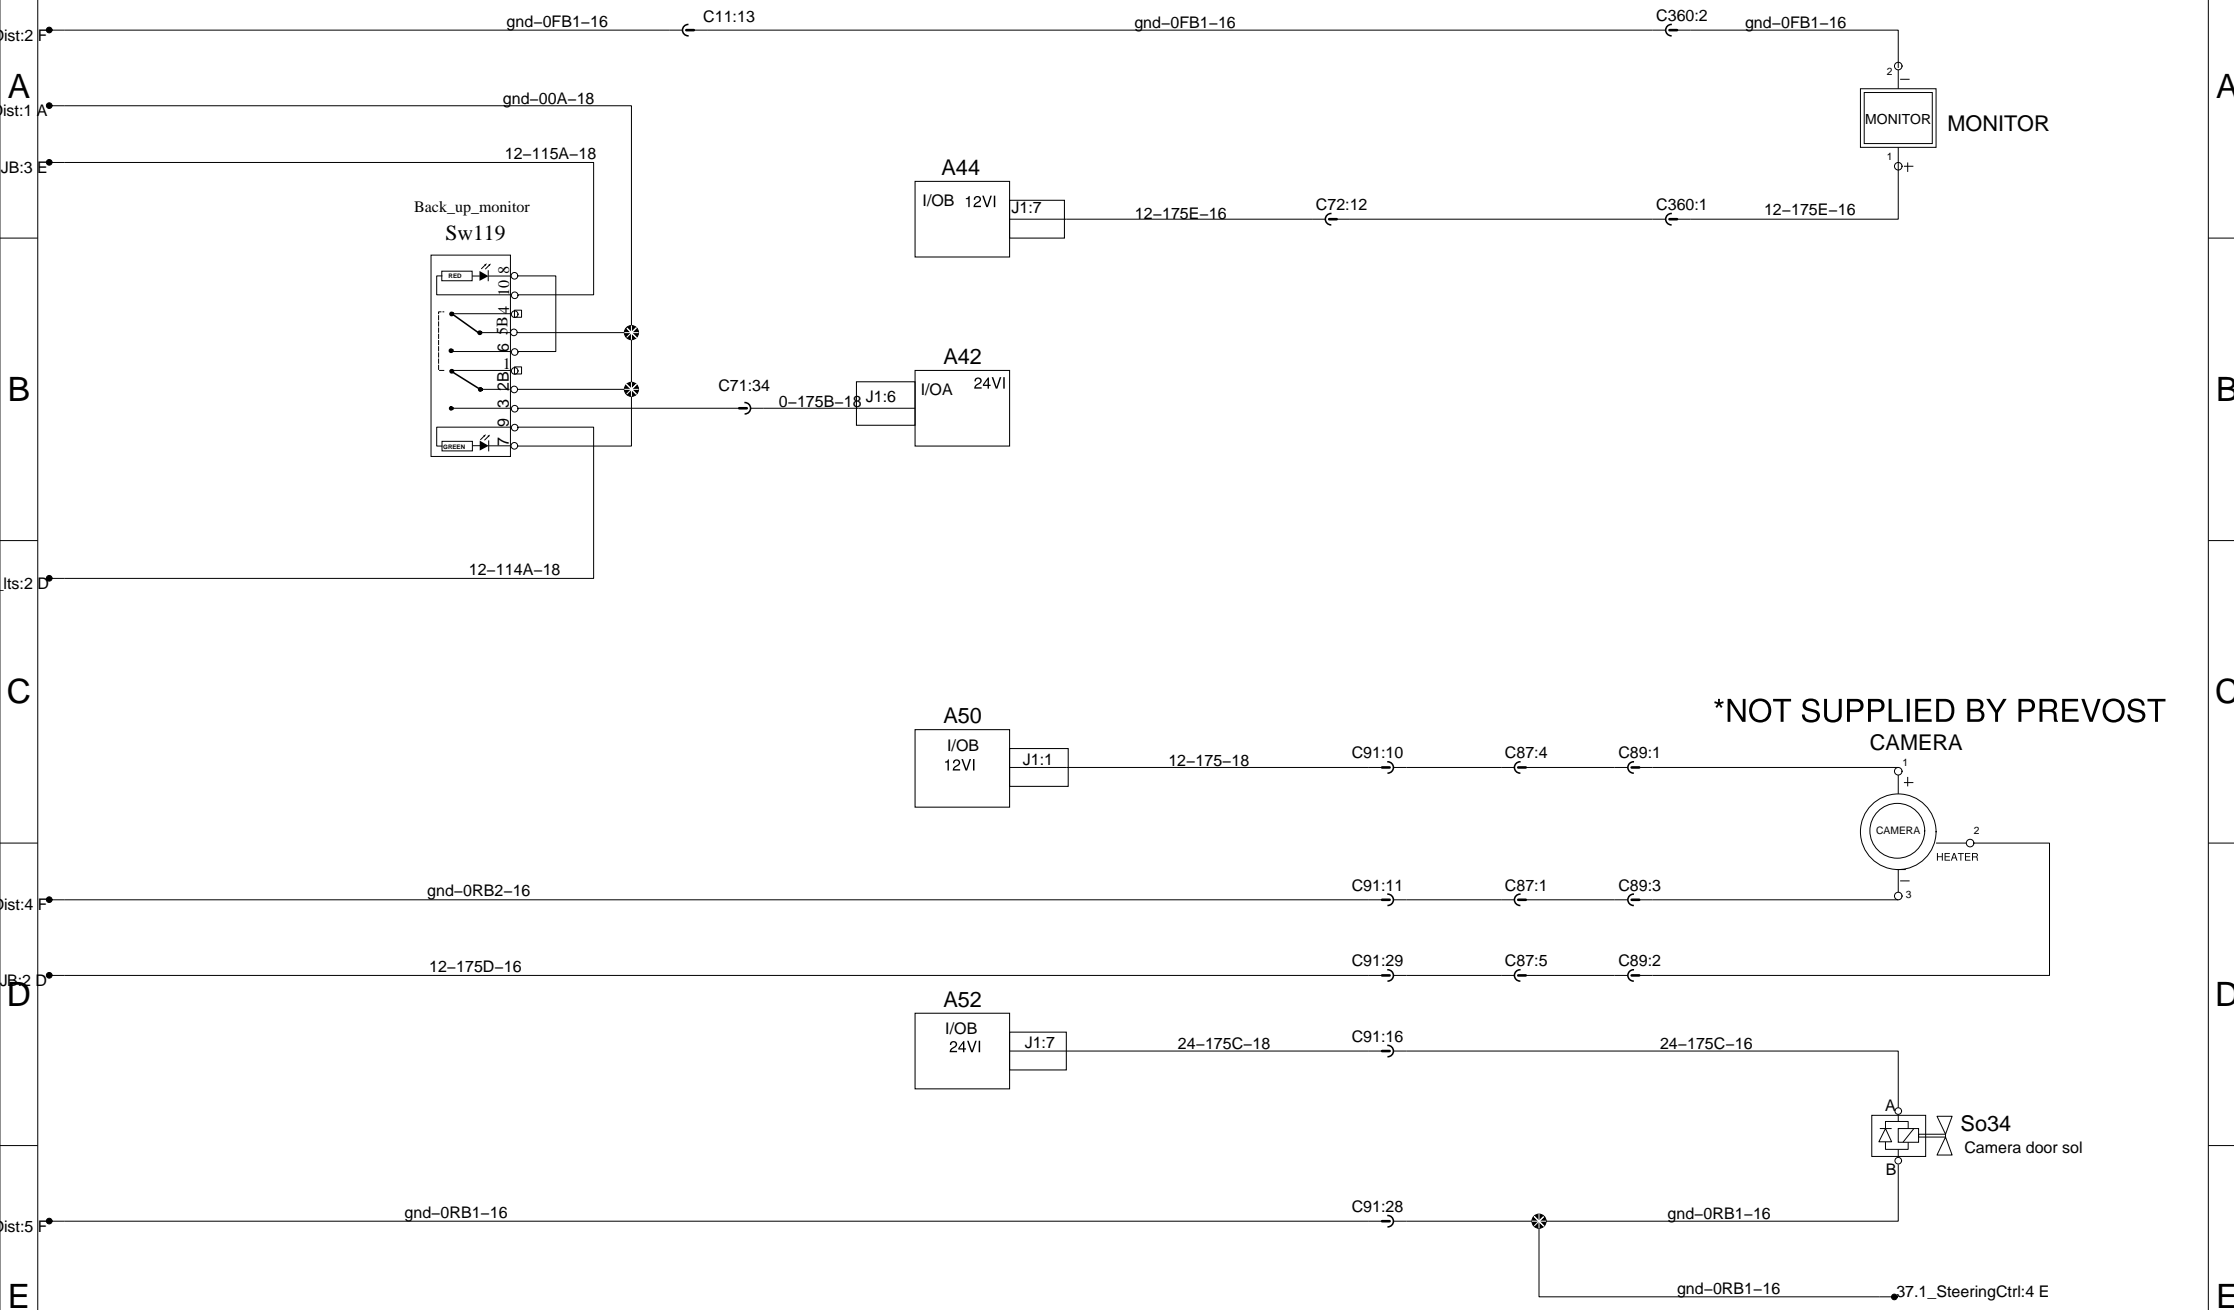 gnd-0FB1-16 C11:13 gnd-0FB1-16 C360:2 gnd-0FB1-16
Dist:2 F
2
−
A A
gnd-00A-18
Dist:1 A
MONITOR MONITOR
12-115A-18
JB:3 E
1
+
A44
I/OB 12VI J1:7
12-175E-16 C72:12 C360:1 12-175E-16
Back_up_monitor
Sw119
RED
8
10
4
5B
6
1
2B
3
9
7
GREEN
B B
A42
I/OA 24VI
C71:34 0-175B-18 J1:6
12-114A-18
_lts:2 D
C C
*NOT SUPPLIED BY PREVOST
CAMERA
A50
I/OB
12VI
J1:1 12-175-18 C91:10 C87:4 C89:1
1
+
CAMERA
2
HEATER
−
3
gnd-0RB2-16 C91:11 C87:1 C89:3
Dist:4 F
12-175D-16 C91:29 C87:5 C89:2
JB:2 D
D D
A52
I/OB
24VI
J1:7 24-175C-18 C91:16 24-175C-16
A
So34
Camera door sol
B
gnd-0RB1-16 C91:28 gnd-0RB1-16
Dist:5 F
gnd-0RB1-16 37.1_SteeringCtrl:4 E
E E